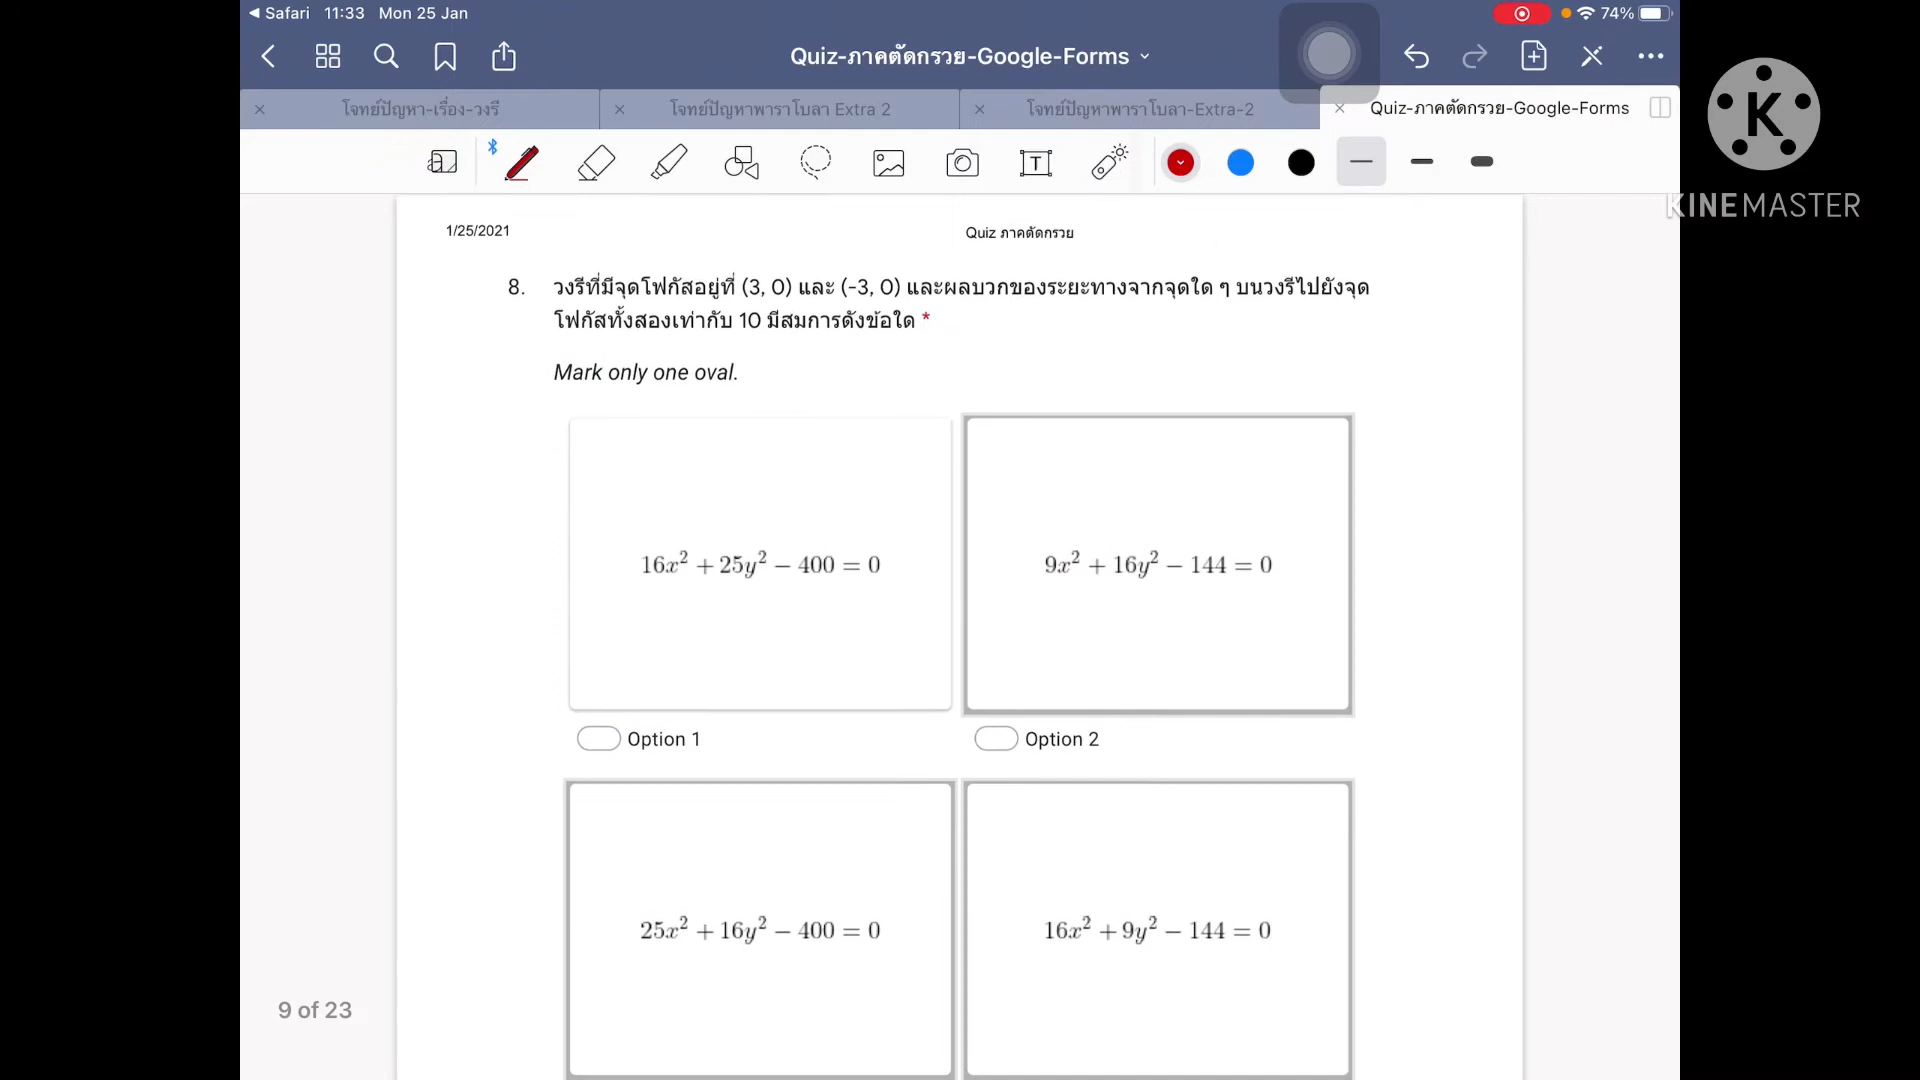 Safari 11:33 Mon 25 Jan 74%
Quiz-ภาคตัดกรวย-Google-Forms
โจทย์ปัญหา-เรื่อง-วงรี โจทย์ปัญหาพาราโบลา Extra 2 โจทย์ปัญหาพาราโบลา-Extra-2 Quiz-ภาคตัดกรวย-Google-Forms
K
KINEMASTER
1/25/2021 Quiz ภาคตัดกรวย
8. วงรีที่มีจุดโฟกัสอยู่ที่ (3, 0) และ (-3, 0) และผลบวกของระยะทางจากจุดใด ๆ บนวงรีไปยังจุด
โฟกัสทั้งสองเท่ากับ 10 มีสมการดังข้อใด *
Mark only one oval.
16x² + 25y² − 400 = 0 9x² + 16y² − 144 = 0
Option 1 Option 2
25x² + 16y² − 400 = 0 16x² + 9y² − 144 = 0
9 of 23